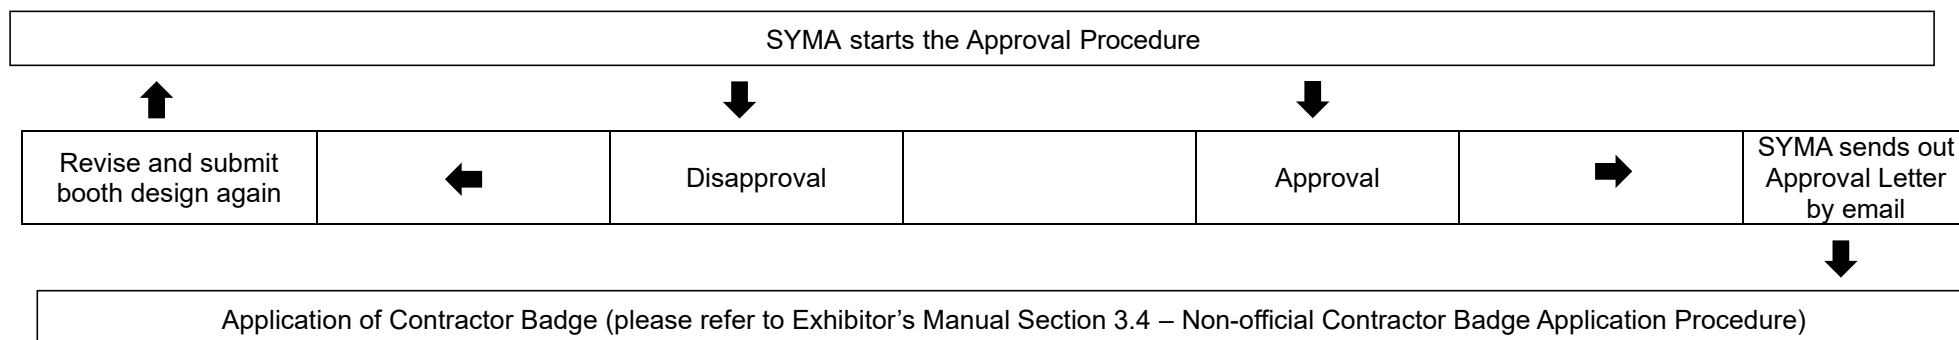 SYMA starts the Approval Procedure
Revise and submit
booth design again
Disapproval
Approval
SYMA sends out
Approval Letter
by email
Application of Contractor Badge (please refer to Exhibitor’s Manual Section 3.4 – Non-official Contractor Badge Application Procedure)